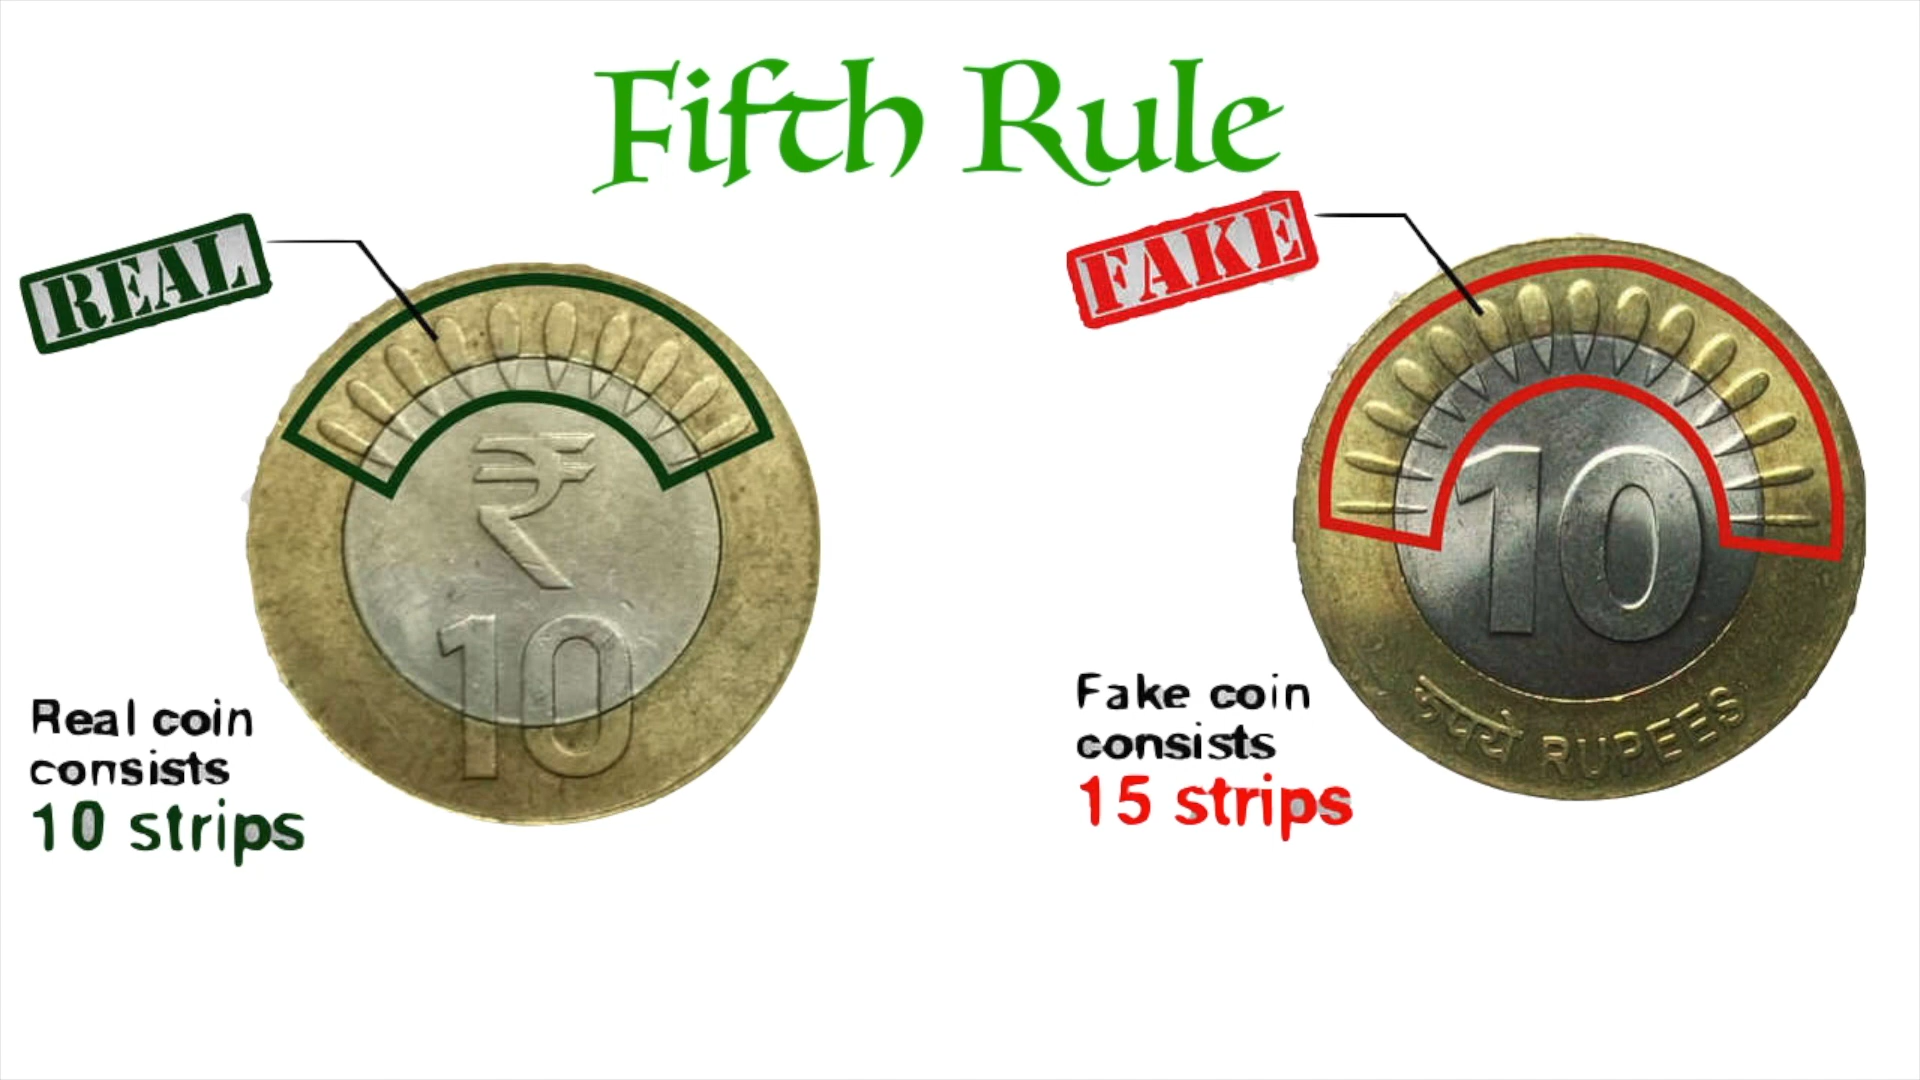 Fifth Rule
REAL
FAKE
₹
10
10
रुपये RUPEES
Real coin
consists
10 strips
Fake coin
consists
15 strips